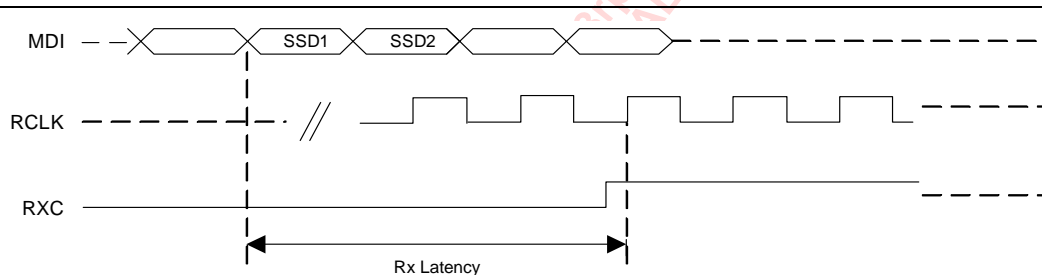 MDI
SSD1
SSD2
RCLK
RXC
Rx Latency